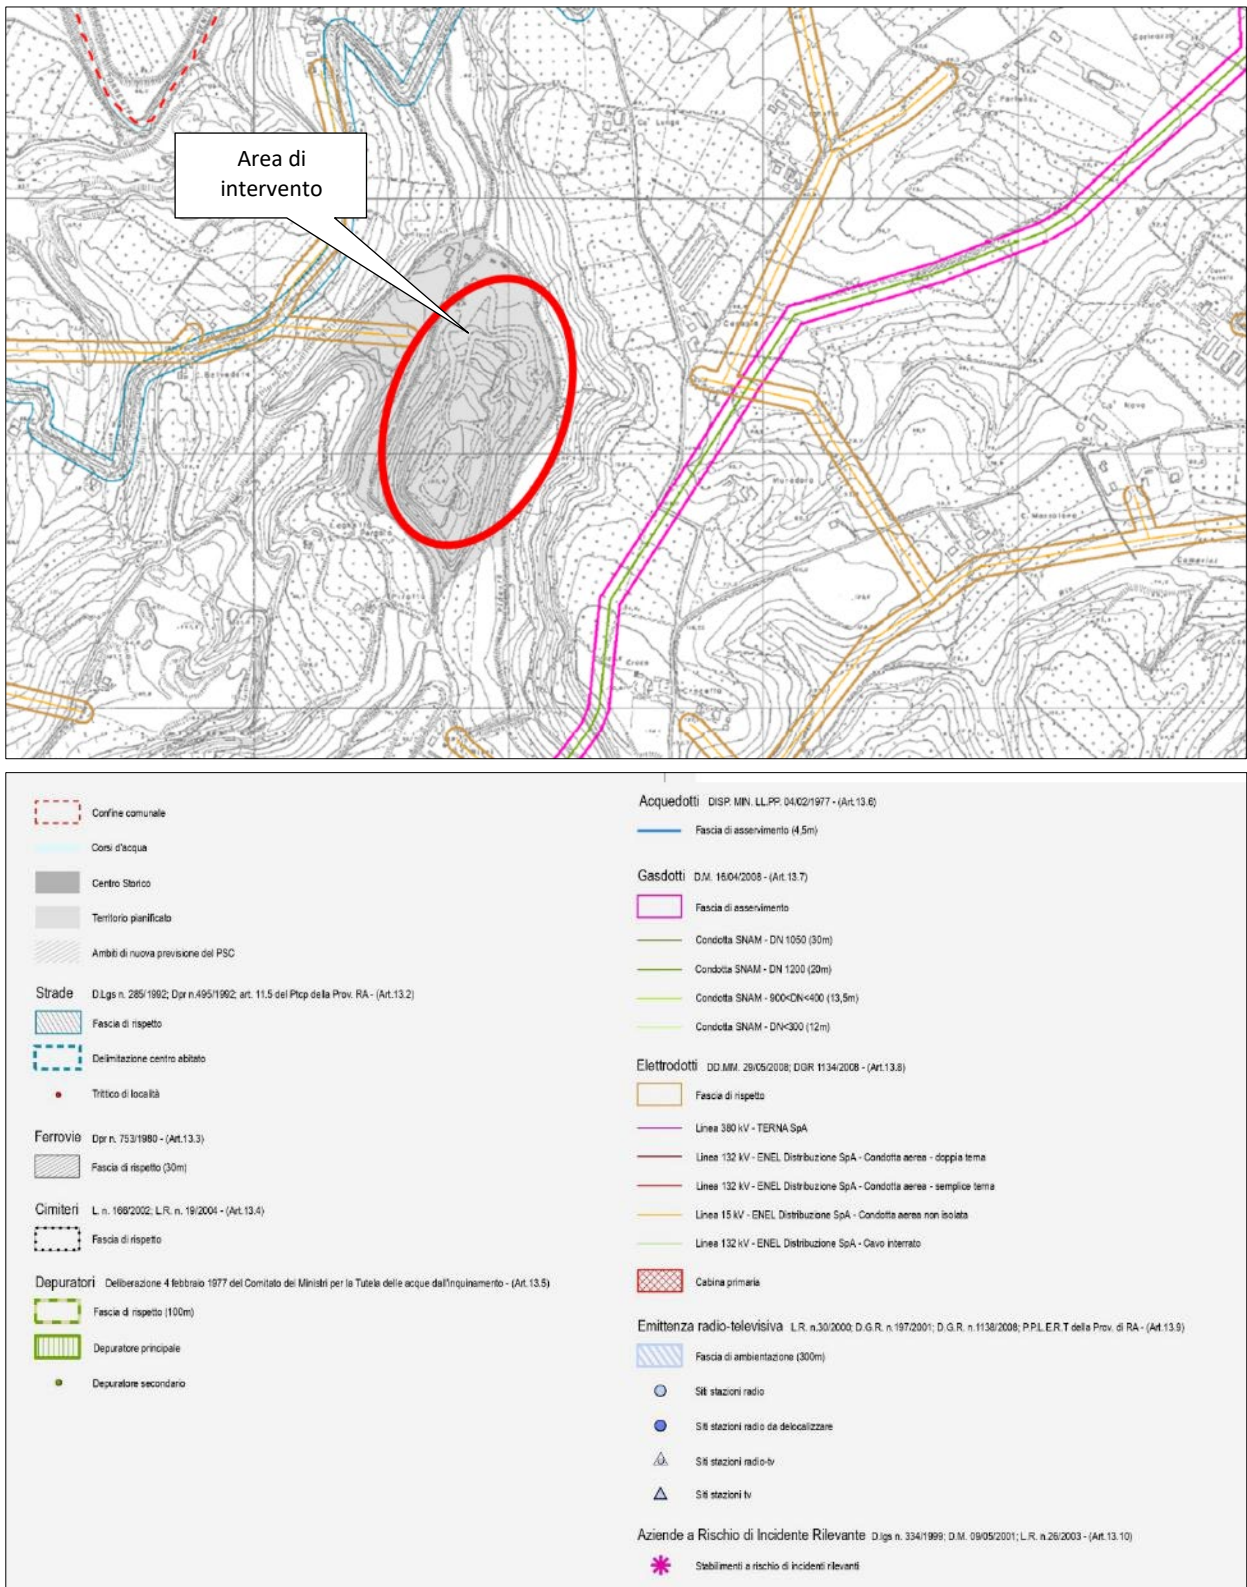 Area di
intervento
Ca' Lunga
C. Belvedere
Ca' Nova
Crocetta
Confine comunale
Corsi d'acqua
Centro Storico
Territorio pianificato
Ambiti di nuova previsione del PSC
Strade D.Lgs n. 285/1992; Dpr n.495/1992; art. 11.5 del Ptcp della Prov. RA - (Art.13.2)
Fascia di rispetto
Delimitazione centro abitato
Trittico di località
Ferrovie Dpr n. 753/1980 - (Art.13.3)
Fascia di rispetto (30m)
Cimiteri L. n. 166/2002; L.R. n. 19/2004 - (Art.13.4)
Fascia di rispetto
Depuratori Deliberazione 4 febbraio 1977 del Comitato dei Ministri per la Tutela delle acque dall'inquinamento - (Art.13.5)
Fascia di rispetto (100m)
Depuratore principale
Depuratore secondario
Acquedotti DISP. MIN. LL.PP. 04/02/1977 - (Art.13.6)
Fascia di asservimento (4,5m)
Gasdotti D.M. 16/04/2008 - (Art.13.7)
Fascia di asservimento
Condotta SNAM - DN 1050 (30m)
Condotta SNAM - DN 1200 (20m)
Condotta SNAM - 900<DN<400 (13,5m)
Condotta SNAM - DN<300 (12m)
Elettrodotti DD.MM. 29/05/2008; DGR 1134/2008 - (Art.13.8)
Fascia di rispetto
Linea 380 kV - TERNA SpA
Linea 132 kV - ENEL Distribuzione SpA - Condotta aerea - doppia terna
Linea 132 kV - ENEL Distribuzione SpA - Condotta aerea - semplice terna
Linea 15 kV - ENEL Distribuzione SpA - Condotta aerea non isolata
Linea 132 kV - ENEL Distribuzione SpA - Cavo interrato
Cabina primaria
Emittenza radio-televisiva L.R. n.30/2000; D.G.R. n.197/2001; D.G.R. n.1138/2008; P.P.L.E.R.T della Prov. di RA - (Art.13.9)
Fascia di ambientazione (300m)
Siti stazioni radio
Siti stazioni radio da delocalizzare
Siti stazioni radio-tv
Siti stazioni tv
Aziende a Rischio di Incidente Rilevante D.lgs n. 334/1999; D.M. 09/05/2001; L.R. n.26/2003 - (Art.13.10)
Stabilimenti a rischio di incidenti rilevanti